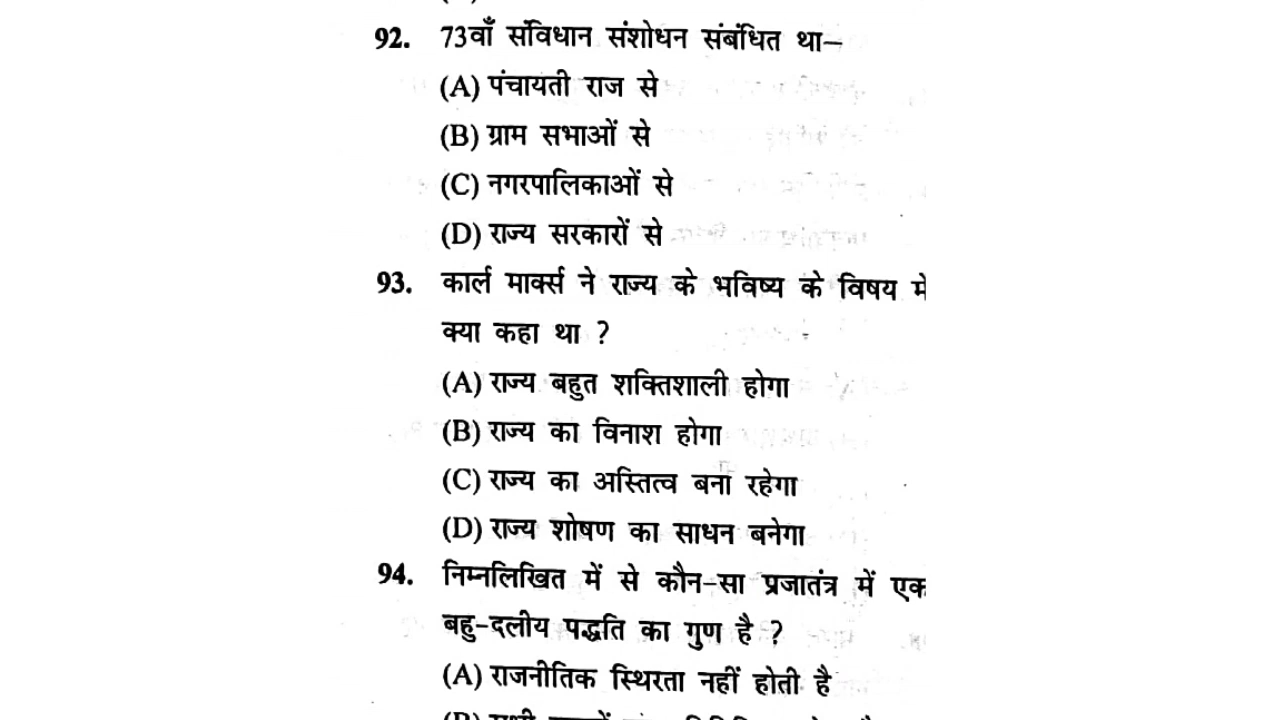 92. 73वाँ संविधान संशोधन संबंधित था–
(A) पंचायती राज से
(B) ग्राम सभाओं से
(C) नगरपालिकाओं से
(D) राज्य सरकारों से
93. कार्ल मार्क्स ने राज्य के भविष्य के विषय में
क्या कहा था ?
(A) राज्य बहुत शक्तिशाली होगा
(B) राज्य का विनाश होगा
(C) राज्य का अस्तित्व बना रहेगा
(D) राज्य शोषण का साधन बनेगा
94. निम्नलिखित में से कौन-सा प्रजातंत्र में एक
बहु-दलीय पद्धति का गुण है ?
(A) राजनीतिक स्थिरता नहीं होती है